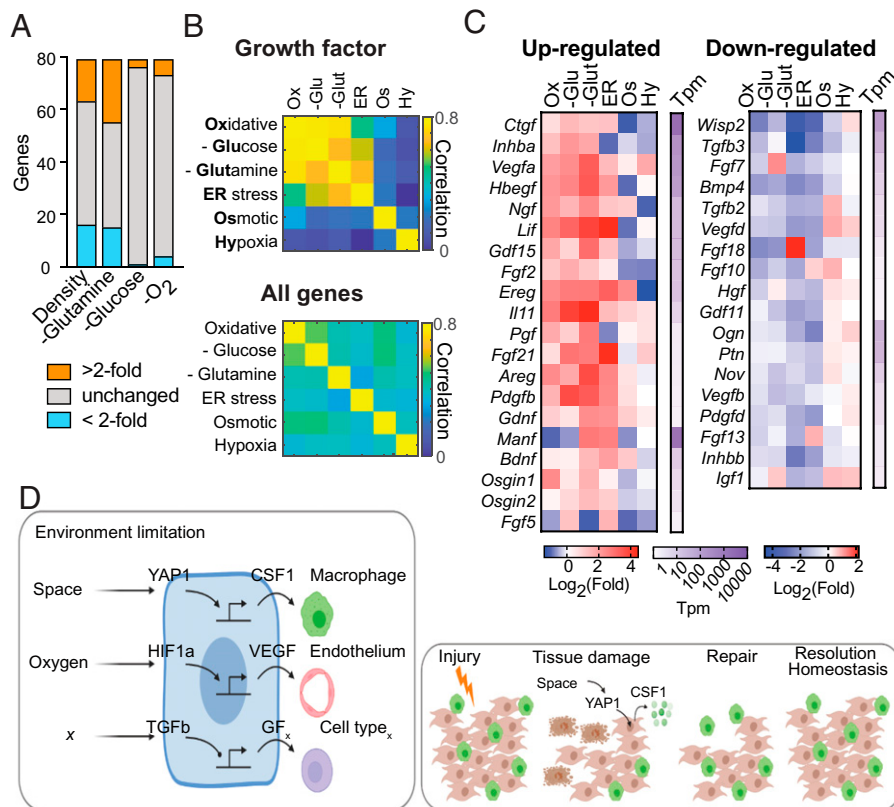 A
80
60
40
20
0
Genes
Density
-Glutamine
-Glucose
-O2
>2-fold
unchanged
< 2-fold
B
Growth factor
Ox
-Glu
-Glut
ER
Os
Hy
Oxidative
- Glucose
- Glutamine
ER stress
Osmotic
Hypoxia
0.8
Correlation
0
All genes
Oxidative
- Glucose
- Glutamine
ER stress
Osmotic
Hypoxia
0.8
Correlation
0
C
Up-regulated
Ox
-Glu
-Glut
ER
Os
Hy
Tpm
Ctgf
Inhba
Vegfa
Hbegf
Ngf
Lif
Gdf15
Fgf2
Ereg
Il11
Pgf
Fgf21
Areg
Pdgfb
Gdnf
Manf
Bdnf
Osgin1
Osgin2
Fgf5
0 2 4
Log2(Fold)
1
10
100
1000
10000
Tpm
Down-regulated
Ox
-Glu
-Glut
ER
Os
Hy
Tpm
Wisp2
Tgfb3
Fgf7
Bmp4
Tgfb2
Vegfd
Fgf18
Fgf10
Hgf
Gdf11
Ogn
Ptn
Nov
Vegfb
Pdgfd
Fgf13
Inhbb
Igf1
-4 -2 0 2
Log2(Fold)
D
Environment limitation
Space
YAP1
CSF1
Macrophage
Oxygen
HIF1a
VEGF
Endothelium
x
TGFb
GFx
Cell typex
Injury
Tissue damage
Space
YAP1
CSF1
Repair
Resolution
Homeostasis